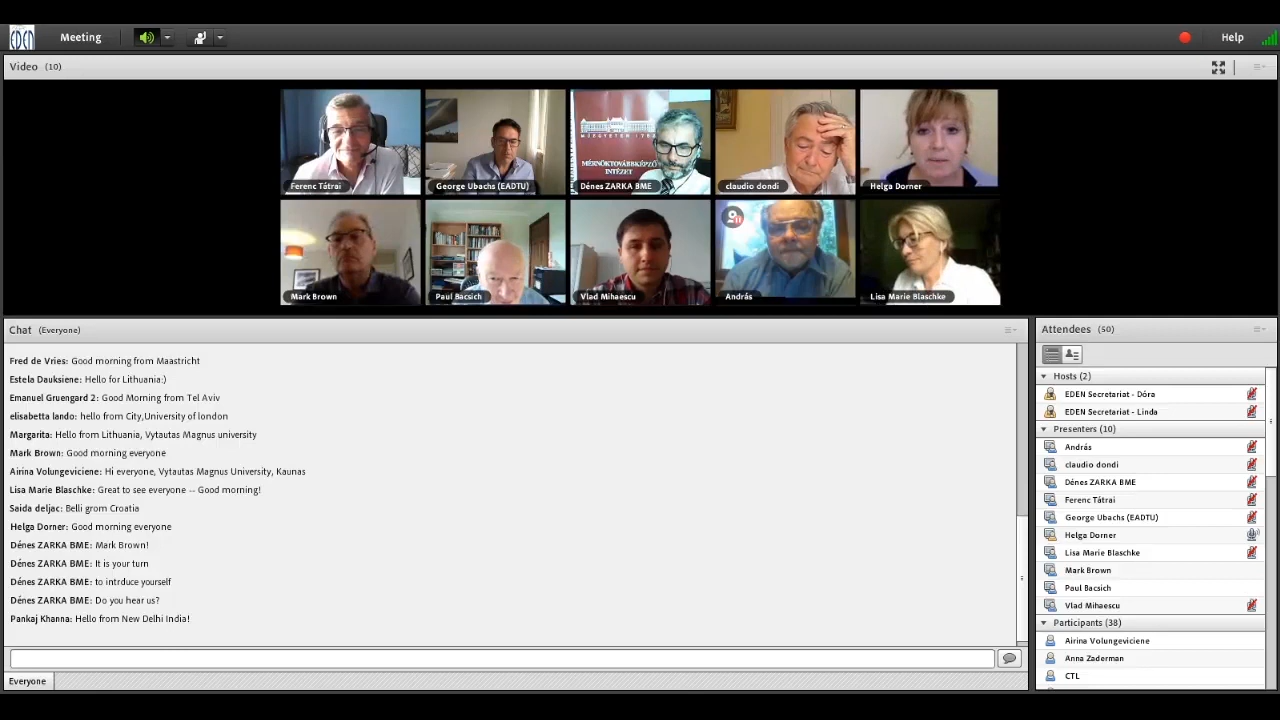 EDEN
Meeting
Help
Video (10)
MŰEGYETEM 1782
MÉRNÖKTOVÁBBKÉPZŐ
INTÉZET
Ferenc Tátrai
George Ubachs (EADTU)
Dénes ZARKA BME
claudio dondi
Helga Dorner
Mark Brown
Paul Bacsich
Vlad Mihaescu
András
Lisa Marie Blaschke
Chat (Everyone)
Fred de Vries: Good morning from Maastricht
Estela Dauksiene: Hello for Lithuania:)
Emanuel Gruengard 2: Good Morning from Tel Aviv
elisabetta lando: hello from City,University of london
Margarita: Hello from Lithuania, Vytautas Magnus university
Mark Brown: Good morning everyone
Airina Volungeviciene: Hi everyone, Vytautas Magnus University, Kaunas
Lisa Marie Blaschke: Great to see everyone -- Good morning!
Saida deljac: Belli grom Croatia
Helga Dorner: Good morning everyone
Dénes ZARKA BME: Mark Brown!
Dénes ZARKA BME: It is your turn
Dénes ZARKA BME: to intrduce yourself
Dénes ZARKA BME: Do you hear us?
Pankaj Khanna: Hello from New Delhi India!
Everyone
Attendees (50)
Hosts (2)
EDEN Secretariat - Dóra
EDEN Secretariat - Linda
Presenters (10)
András
claudio dondi
Dénes ZARKA BME
Ferenc Tátrai
George Ubachs (EADTU)
Helga Dorner
Lisa Marie Blaschke
Mark Brown
Paul Bacsich
Vlad Mihaescu
Participants (38)
Airina Volungeviciene
Anna Zaderman
CTL